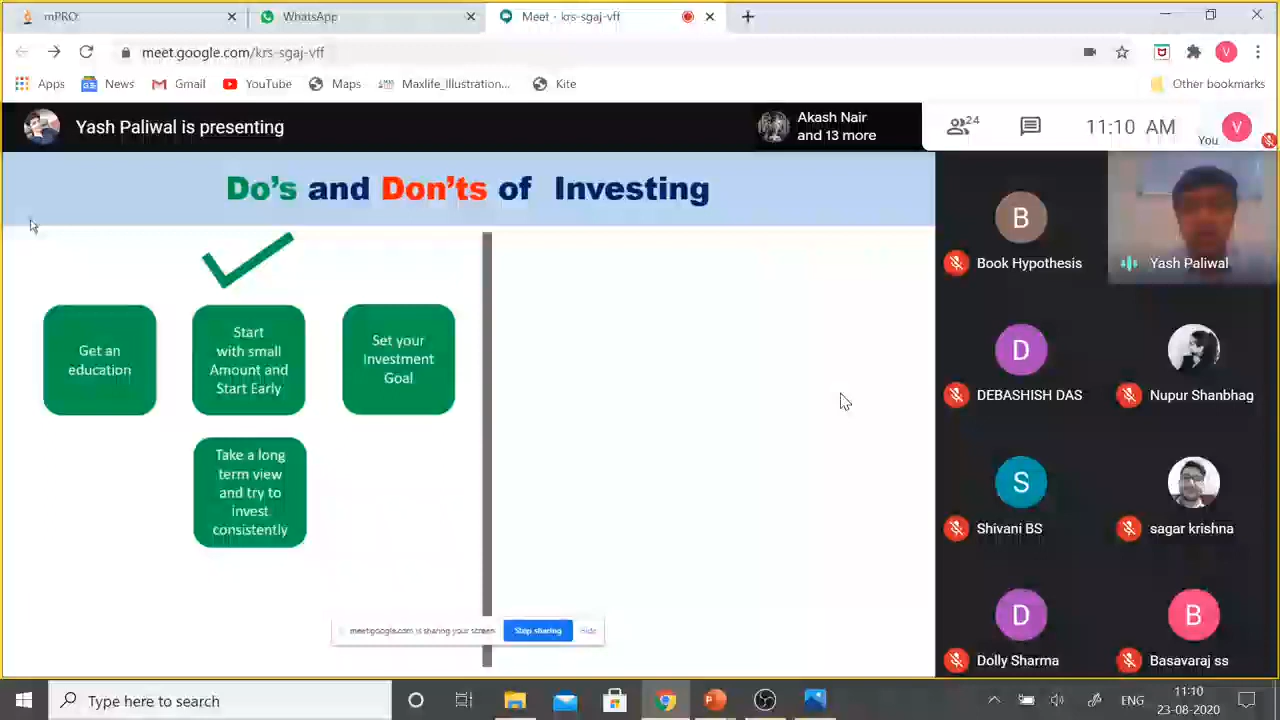 mPRO:
WhatsApp
Meet - krs-sgaj-vff
meet.google.com/krs-sgaj-vff
Apps
News
Gmail
YouTube
Maps
Maxlife_Illustration...
Kite
Other bookmarks
Yash Paliwal is presenting
Akash Nair
and 13 more
24
11:10 AM
You
V
Do's and Don'ts of Investing
Get an
education
Start
with small
Amount and
Start Early
Set your
Investment
Goal
Take a long
term view
and try to
invest
consistently
meet.google.com is sharing your screen
Stop sharing
Hide
B
Book Hypothesis
Yash Paliwal
D
DEBASHISH DAS
Nupur Shanbhag
S
Shivani BS
sagar krishna
D
Dolly Sharma
B
Basavaraj ss
Type here to search
ENG
11:10
23-08-2020